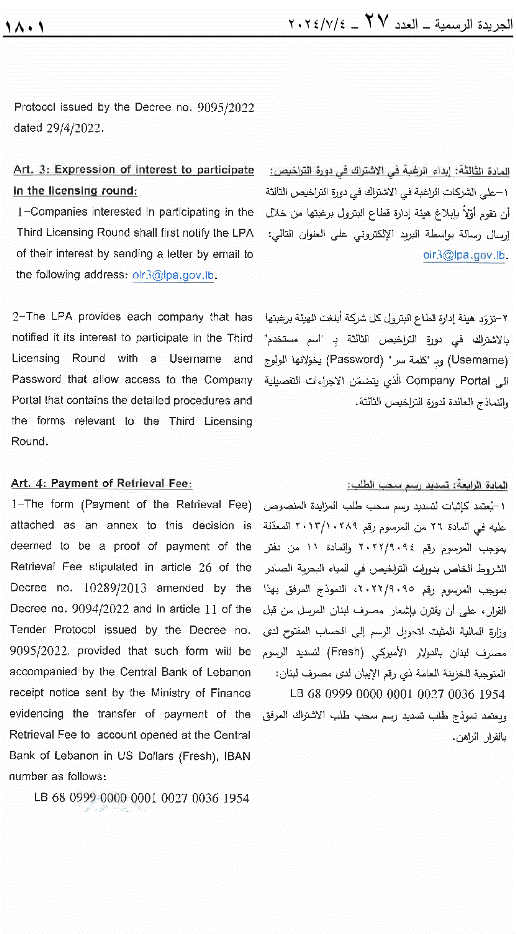 الجريدة الرسمية – العدد ٢٧ – ٢٠٢٤/٧/٤
١٨٠١
Protocol issued by the Decree no. 9095/2022
dated 29/4/2022.
Art. 3: Expression of interest to participate
in the licensing round:
1–Companies interested in participating in the
Third Licensing Round shall first notify the LPA
of their interest by sending a letter by email to
the following address: olr3@lpa.gov.lb.
2–The LPA provides each company that has
notified it its interest to participate in the Third
Licensing Round with a Username and
Password that allow access to the Company
Portal that contains the detailed procedures and
the forms relevant to the Third Licensing
Round.
Art. 4: Payment of Retrieval Fee:
1–The form (Payment of the Retrieval Fee)
attached as an annex to this decision is
deemed to be a proof of payment of the
Retrieval Fee stipulated in article 26 of the
Decree no. 10289/2013 amended by the
Decree no. 9094/2022 and in article 11 of the
Tender Protocol issued by the Decree no.
9095/2022, provided that such form will be
accompanied by the Central Bank of Lebanon
receipt notice sent by the Ministry of Finance
evidencing the transfer of payment of the
Retrieval Fee to account opened at the Central
Bank of Lebanon in US Dollars (Fresh), IBAN
number as follows:
LB 68 0999 0000 0001 0027 0036 1954
المادة الثالثة: إبداء الرغبة في الاشتراك في دورة التراخيص:
١–على الشركات الراغبة في الاشتراك في دورة التراخيص الثالثة
أن تقوم أوّلاً بإبلاغ هيئة إدارة قطاع البترول برغبتها من خلال
إرسال رسالة بواسطة البريد الإلكتروني على العنوان التالي:
olr3@lpa.gov.lb.
٢–تزوّد هيئة إدارة قطاع البترول كل شركة أبلغت الهيئة برغبتها
بالاشتراك في دورة التراخيص الثالثة بـ "اسم مستخدم"
(Username) وبـ "كلمة سر" (Password) يخوّلانها الولوج
الى Company Portal الّذي يتضمّن الاجراءات التفصيلية
والنماذج العائدة لدورة التراخيص الثالثة.
المادة الرابعة: تسديد رسم سحب الطلب:
١–يُعتمد كإثبات لتسديد رسم سحب طلب المزايدة المنصوص
عليه في المادة ٢٦ من المرسوم رقم ٢٠١٣/١٠٢٨٩ المعدّلة
بموجب المرسوم رقم ٢٠٢٢/٩٠٩٤ والمادة ١١ من دفتر
الشروط الخاص بدورات التراخيص في المياه البحرية الصادر
بموجب المرسوم رقم ٢٠٢٢/٩٠٩٥، النموذج المرفق بهذا
القرار، على أن يقترن بإشعار مصرف لبنان المرسل من قبل
وزارة المالية المثبت لتحويل الرسم إلى الحساب المفتوح لدى
مصرف لبنان بالدولار الأميركي (Fresh) لتسديد الرسوم
المتوجبة للخزينة العامة ذي رقم الإيبان لدى مصرف لبنان:
LB 68 0999 0000 0001 0027 0036 1954
ويعتمد نموذج طلب تسديد رسم سحب طلب الاشتراك المرفق
بالقرار الراهن.